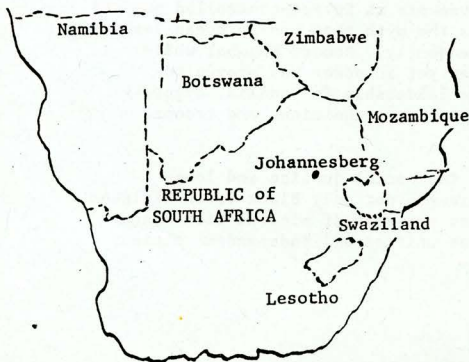 Namibia
Zimbabwe
Botswana
Mozambique
Johannesberg
REPUBLIC of
SOUTH AFRICA
Swaziland
Lesotho